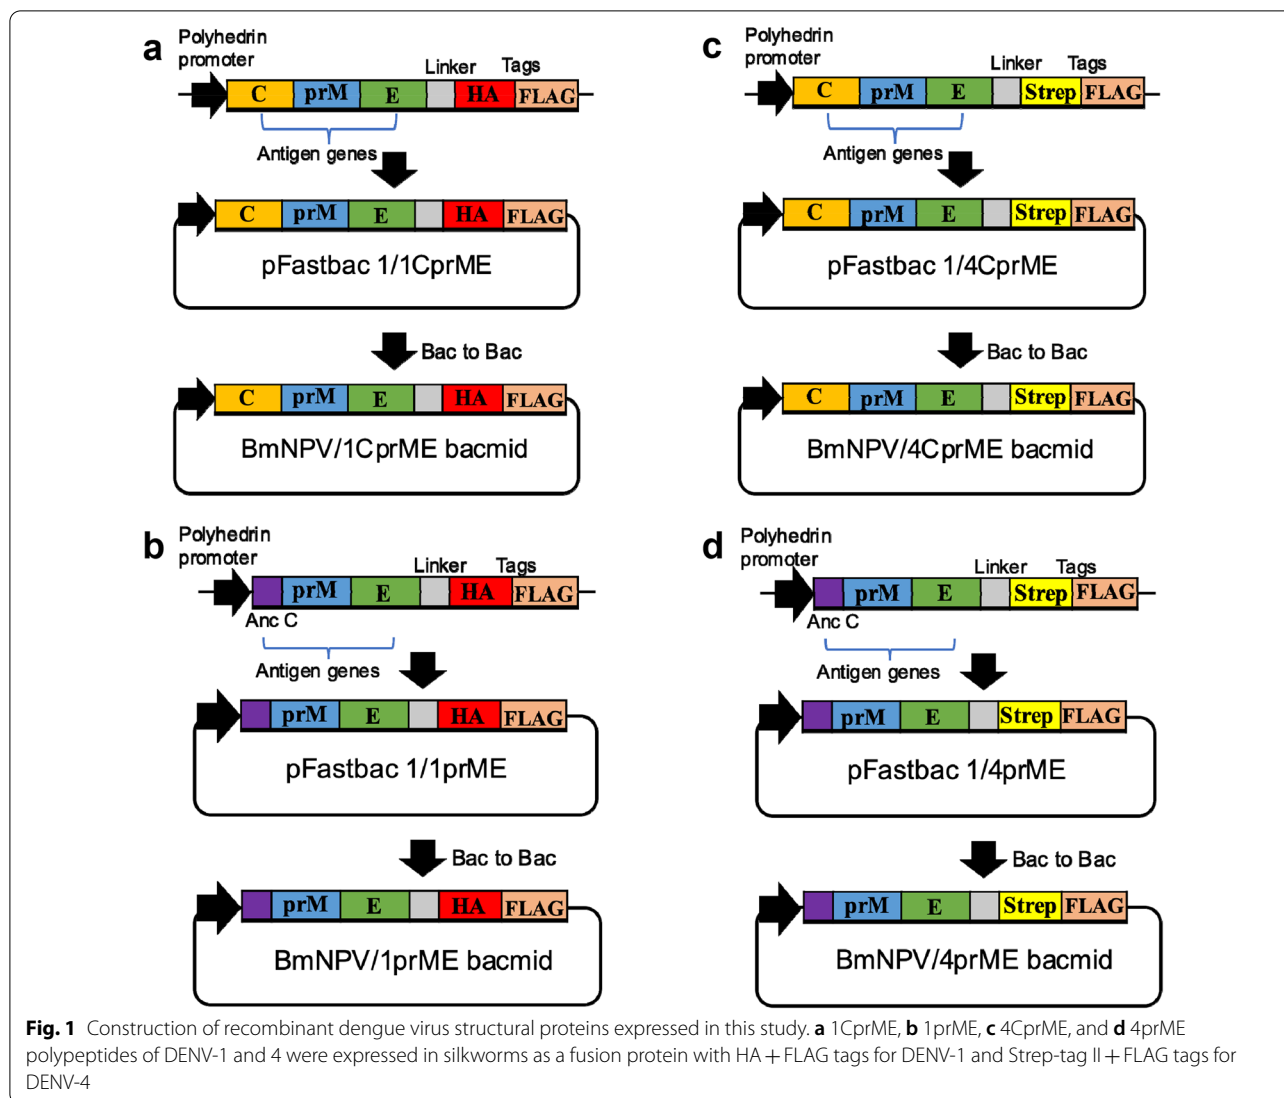 a
Polyhedrin
promoter
Linker
Tags
C
prM
E
HA
FLAG
Antigen genes
C
prM
E
HA
FLAG
pFastbac 1/1CprME
Bac to Bac
C
prM
E
HA
FLAG
BmNPV/1CprME bacmid
c
Polyhedrin
promoter
Linker
Tags
C
prM
E
Strep
FLAG
Antigen genes
C
prM
E
Strep
FLAG
pFastbac 1/4CprME
Bac to Bac
C
prM
E
Strep
FLAG
BmNPV/4CprME bacmid
b
Polyhedrin
promoter
Linker
Tags
prM
E
HA
FLAG
Anc C
Antigen genes
prM
E
HA
FLAG
pFastbac 1/1prME
Bac to Bac
prM
E
HA
FLAG
BmNPV/1prME bacmid
d
Polyhedrin
promoter
Linker
Tags
prM
E
Strep
FLAG
Anc C
Antigen genes
prM
E
Strep
FLAG
pFastbac 1/4prME
Bac to Bac
prM
E
Strep
FLAG
BmNPV/4prME bacmid
Fig. 1 Construction of recombinant dengue virus structural proteins expressed in this study. a 1CprME, b 1prME, c 4CprME, and d 4prME
polypeptides of DENV-1 and 4 were expressed in silkworms as a fusion protein with HA + FLAG tags for DENV-1 and Strep-tag II + FLAG tags for
DENV-4